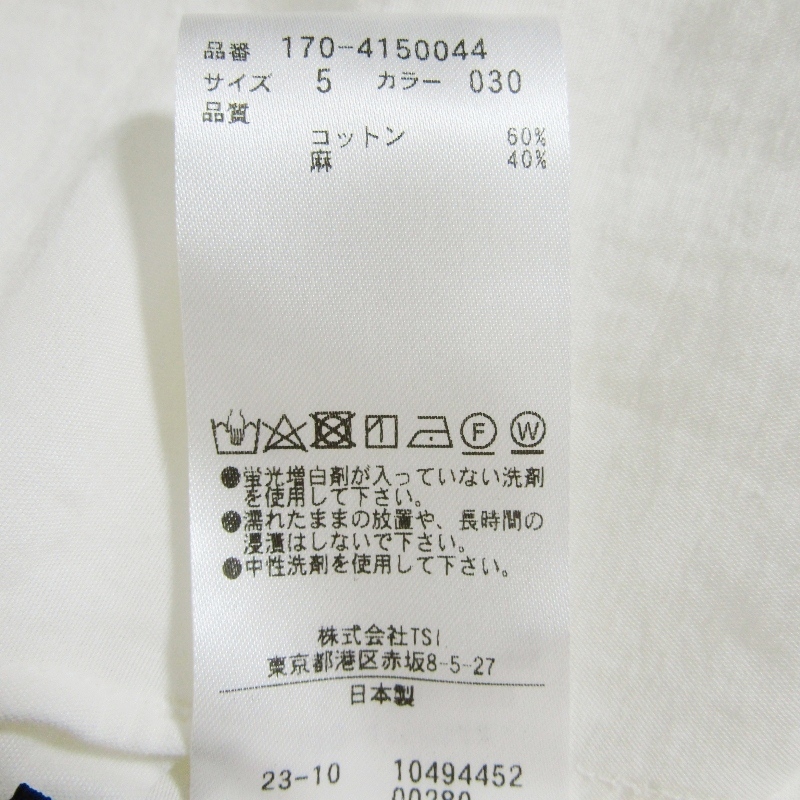 品番 170-4150044
サイズ 5 カラー 030
品質
コットン 60%
麻 40%
F W
●蛍光増白剤が入っていない洗剤
を使用して下さい。
●濡れたままの放置や、長時間の
浸漬はしないで下さい。
●中性洗剤を使用して下さい。
株式会社TSI
東京都港区赤坂8-5-27
日本製
23-10 10494452
00280